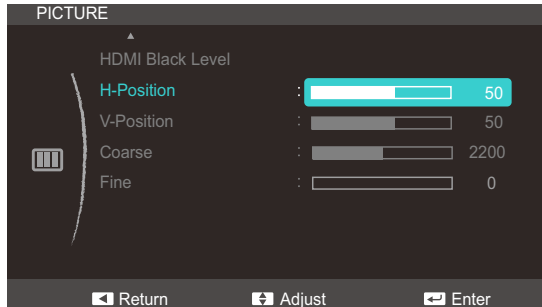 PICTURE
HDMI Black Level
H-Position : 50
V-Position : 50
Coarse : 2200
Fine : 0
Return Adjust Enter